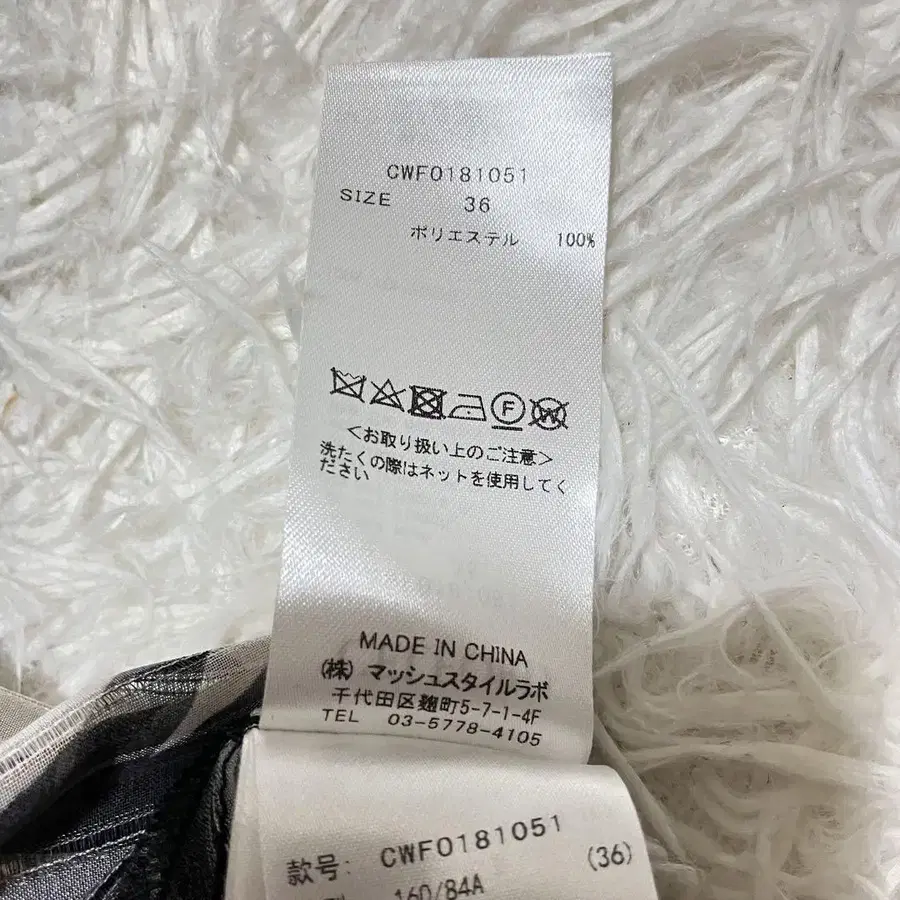 CWF0181051
SIZE 36
ポリエステル 100%
F W
<お取り扱い上のご注意>
洗たくの際はネットを使用してく
ださい
MADE IN CHINA
(株) マッシュスタイルラボ
千代田区麹町5-7-1-4F
TEL 03-5778-4105
款号: CWF0181051 (36)
160/84A